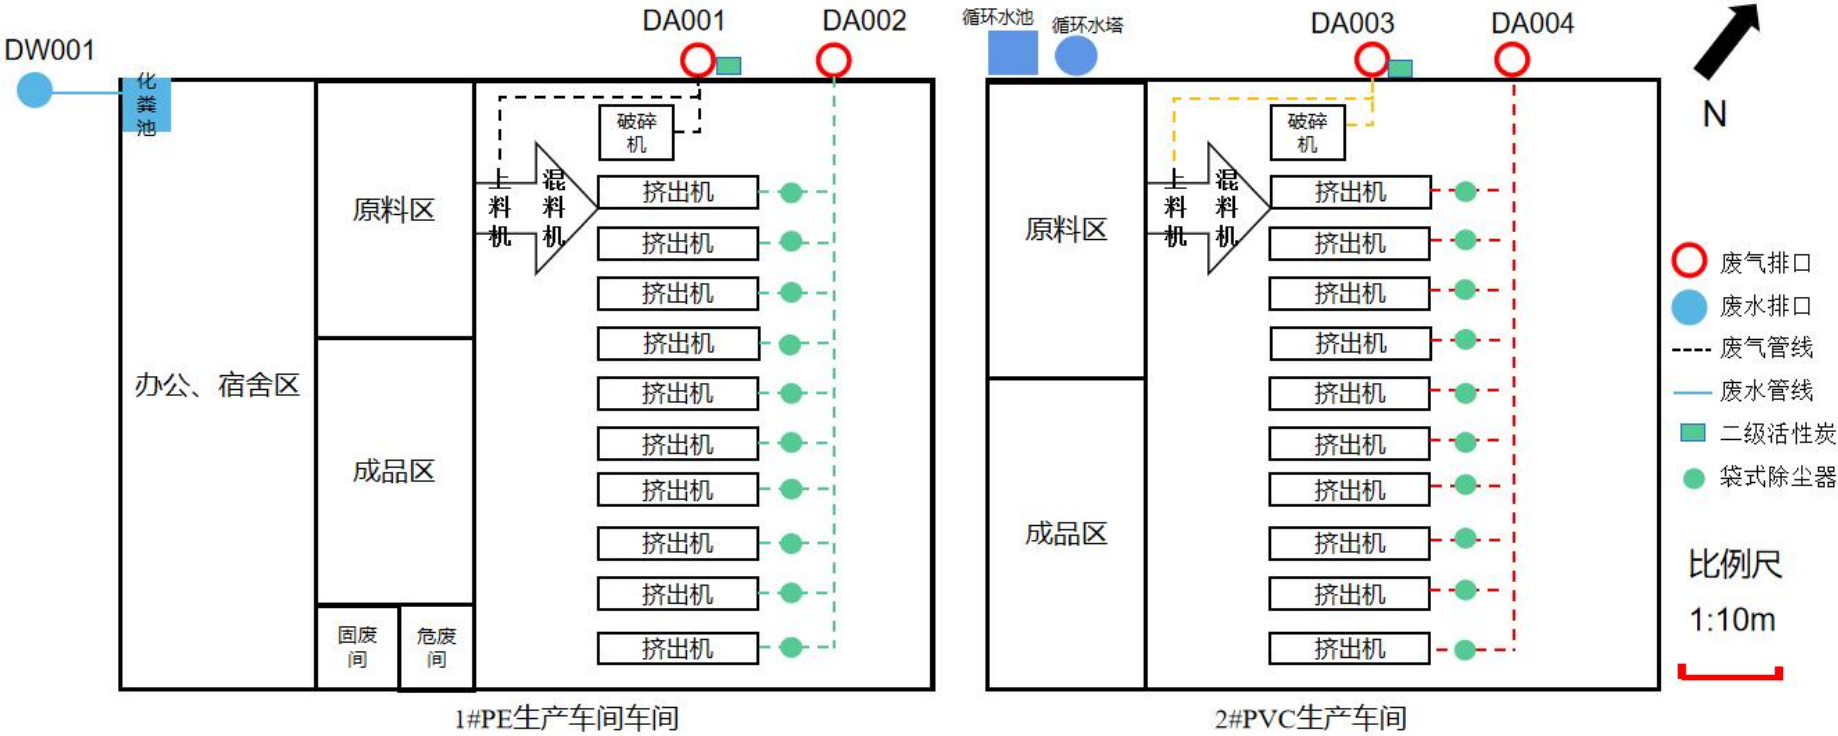 DW001
化
粪
池
DA001
DA002
循环水池
循环水塔
DA003
DA004
N
办公、宿舍区
原料区
成品区
固废
间
危废
间
上
料
机
混
料
机
破碎
机
挤出机
挤出机
挤出机
挤出机
挤出机
挤出机
挤出机
挤出机
挤出机
挤出机
1#PE生产车间车间
原料区
成品区
上
料
机
混
料
机
破碎
机
挤出机
挤出机
挤出机
挤出机
挤出机
挤出机
挤出机
挤出机
挤出机
挤出机
2#PVC生产车间
废气排口
废水排口
废气管线
废水管线
二级活性炭
袋式除尘器
比例尺
1:10m